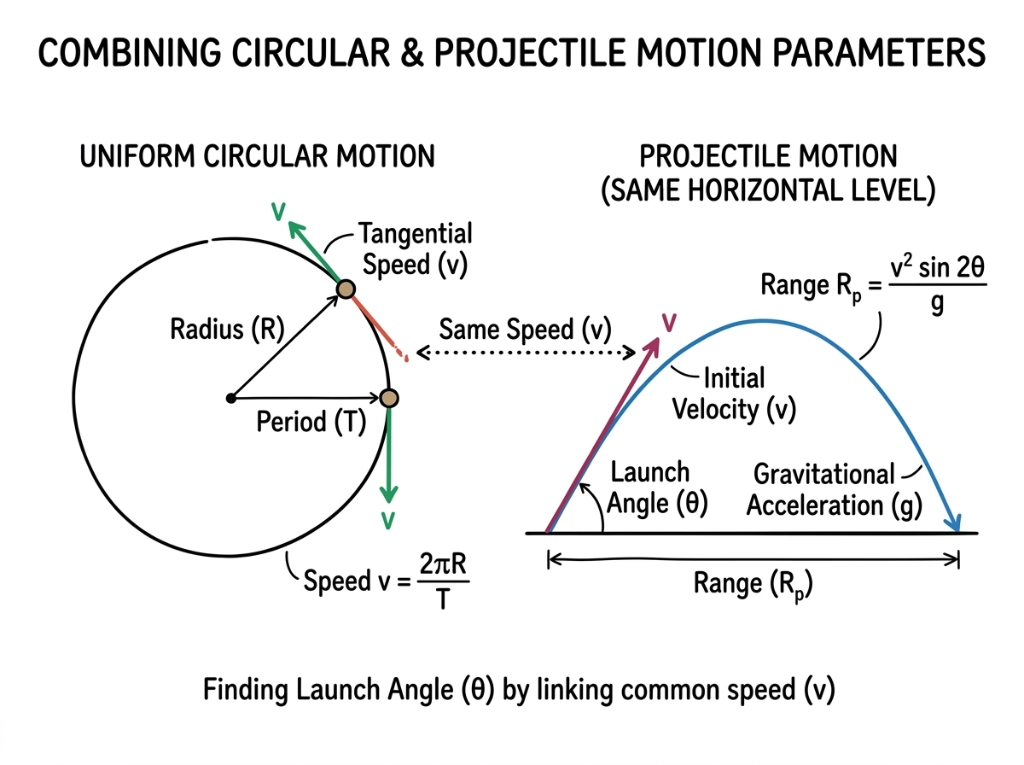 COMBINING CIRCULAR & PROJECTILE MOTION PARAMETERS
UNIFORM CIRCULAR MOTION
v
Tangential
Speed (v)
Radius (R)
Period (T)
v
Speed v = 2πR / T
Same Speed (v)
PROJECTILE MOTION
(SAME HORIZONTAL LEVEL)
Range Rₚ = v² sin 2θ / g
v
Initial
Velocity (v)
Launch
Angle (θ)
Gravitational
Acceleration (g)
Range (Rₚ)
Finding Launch Angle (θ) by linking common speed (v)